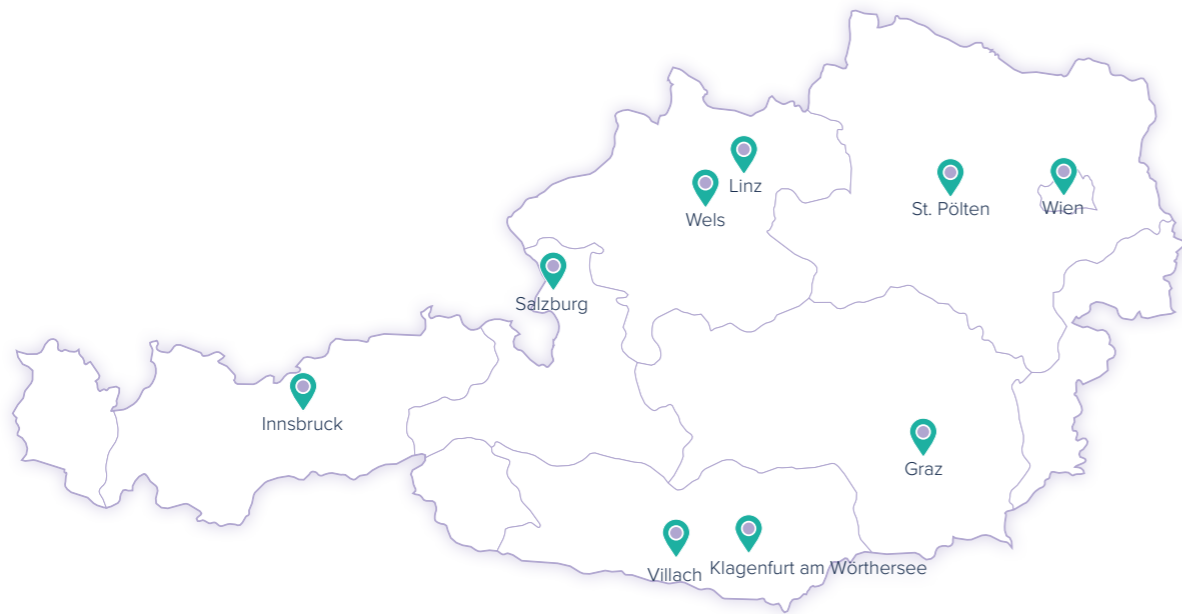 Linz
Wels
St. Pölten
Wien
Salzburg
Innsbruck
Graz
Villach
Klagenfurt am Wörthersee